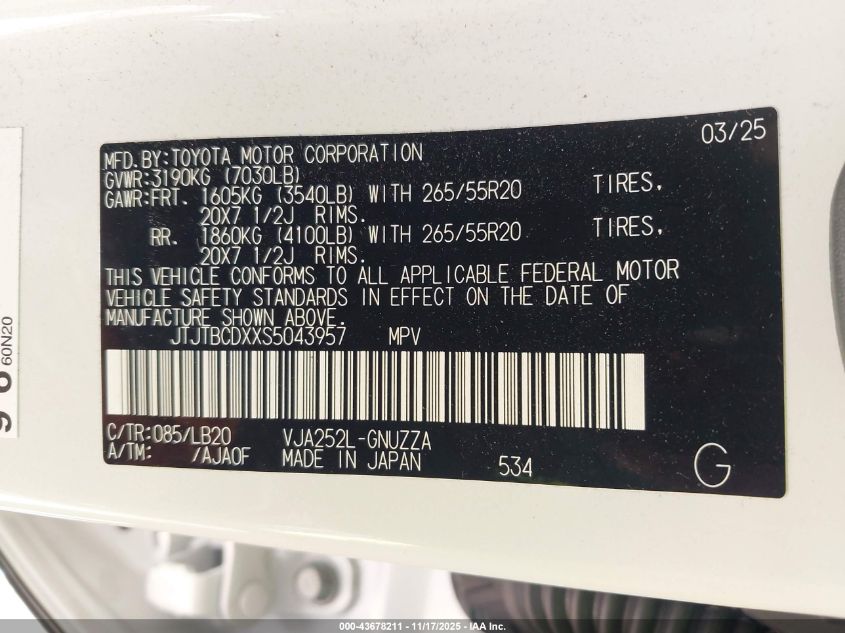 03/25
MFD.BY:TOYOTA MOTOR CORPORATION
GVWR:3190KG (7030LB)
GAWR:FRT. 1605KG (3540LB) WITH 265/55R20 TIRES,
20X7 1/2J RIMS.
RR. 1860KG (4100LB) WITH 265/55R20 TIRES,
20X7 1/2J RIMS.
THIS VEHICLE CONFORMS TO ALL APPLICABLE FEDERAL MOTOR
VEHICLE SAFETY STANDARDS IN EFFECT ON THE DATE OF
MANUFACTURE SHOWN ABOVE.
JTJTBCDXXS5043957 MPV
C/TR:085/LB20 VJA252L-GNUZZA
A/TM: /AJA0F MADE IN JAPAN 534 G
60N20
000-43678211 - 11/17/2025 - IAA Inc.